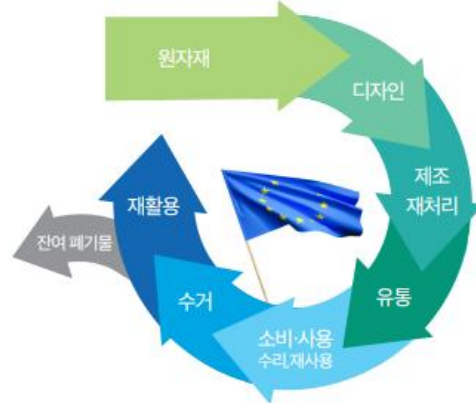 원자재
디자인
제조
재처리
유통
소비·사용
수리,재사용
수거
재활용
잔여 폐기물